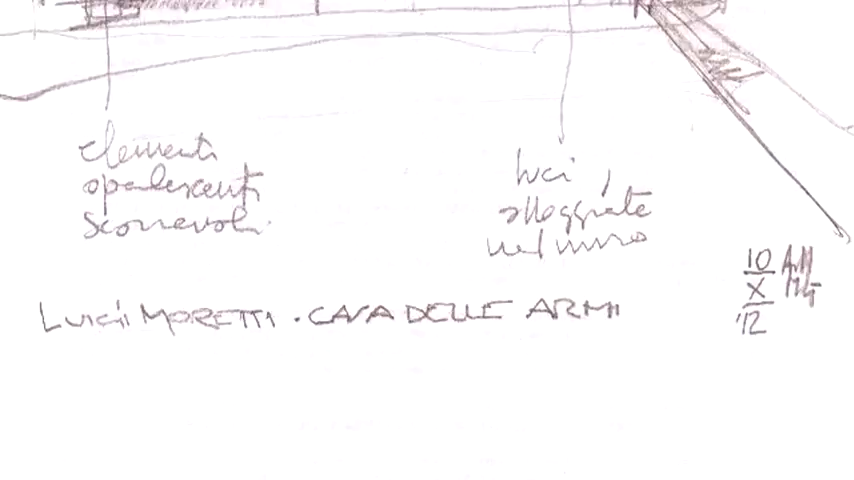 elementi
opalescenti
scorrevoli
luci
alloggiate
nel muro
LUIGI MORETTI . CASA DELLE ARMI
10
X
'12